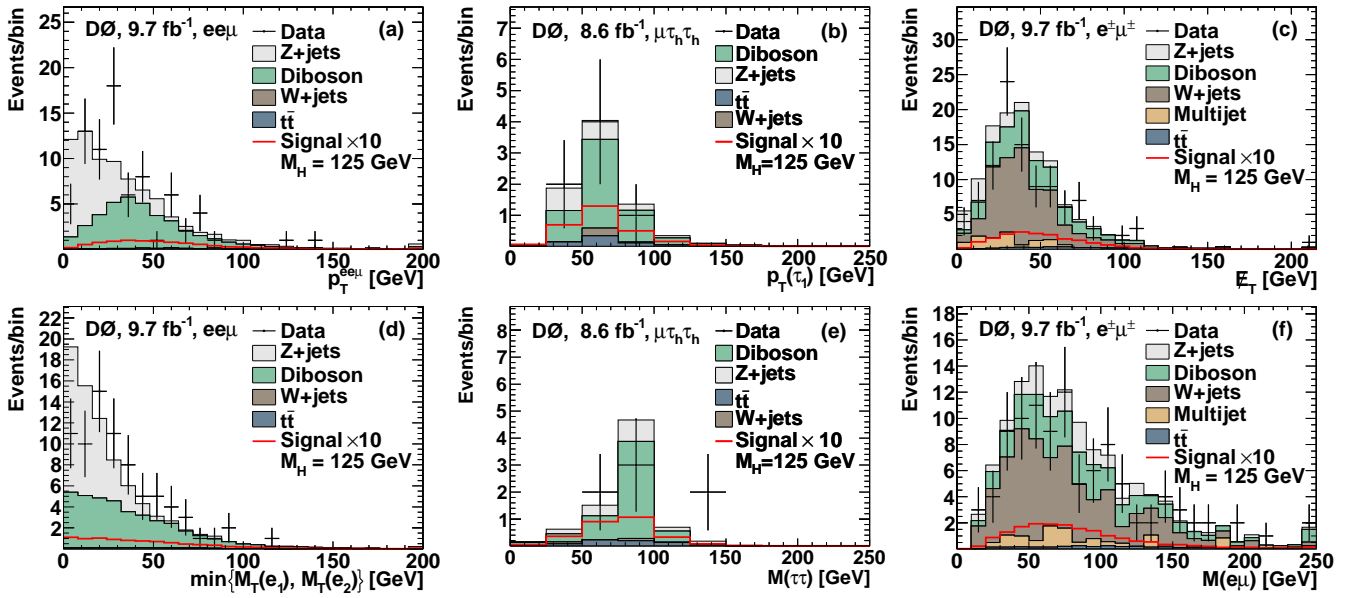 Events/bin
25
20
15
10
5
0 50 100 150 200
p_T^{eeμ} [GeV]
DØ, 9.7 fb⁻¹, eeμ
(a)
Data
Z+jets
Diboson
W+jets
tt̄
Signal ×10
M_H = 125 GeV
Events/bin
7
6
5
4
3
2
1
0 50 100 150 200 250
p_T(τ₁) [GeV]
DØ, 8.6 fb⁻¹, μτ_hτ_h
(b)
Data
Diboson
Z+jets
tt̄
W+jets
Signal × 10
M_H=125 GeV
Events/bin
30
25
20
15
10
5
0 50 100 150 200
E̸_T [GeV]
DØ, 9.7 fb⁻¹, e±μ±
(c)
Data
Z+jets
Diboson
W+jets
Multijet
tt̄
Signal ×10
M_H = 125 GeV
Events/bin
22
20
18
16
14
12
10
8
6
4
2
0 50 100 150 200
min{M_T(e₁), M_T(e₂)} [GeV]
DØ, 9.7 fb⁻¹, eeμ
(d)
Data
Z+jets
Diboson
W+jets
tt̄
Signal ×10
M_H = 125 GeV
Events/bin
8
7
6
5
4
3
2
1
0 50 100 150 200 250
M(ττ) [GeV]
DØ, 8.6 fb⁻¹, μτ_hτ_h
(e)
Data
Diboson
Z+jets
tt̄
W+jets
Signal × 10
M_H=125 GeV
Events/bin
18
16
14
12
10
8
6
4
2
0 50 100 150 200 250
M(eμ) [GeV]
DØ, 9.7 fb⁻¹, e±μ±
(f)
Data
Z+jets
Diboson
W+jets
Multijet
tt̄
Signal ×10
M_H = 125 GeV